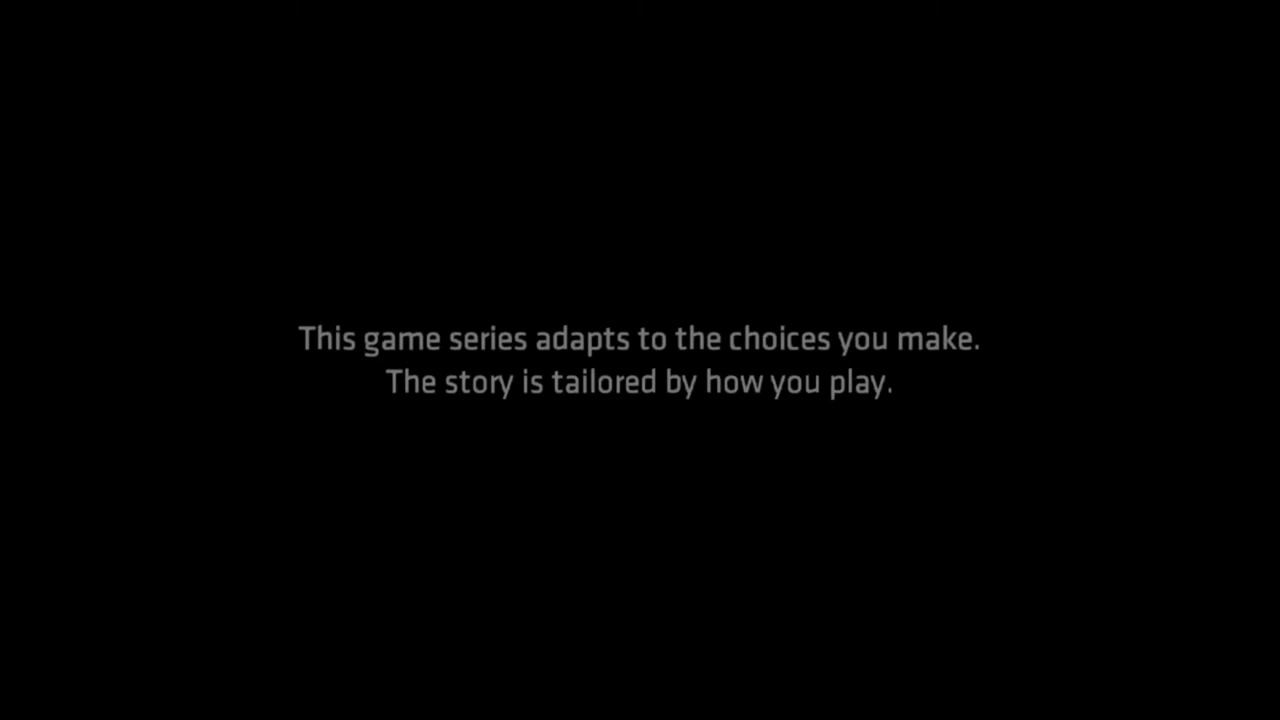 This game series adapts to the choices you make.
The story is tailored by how you play.